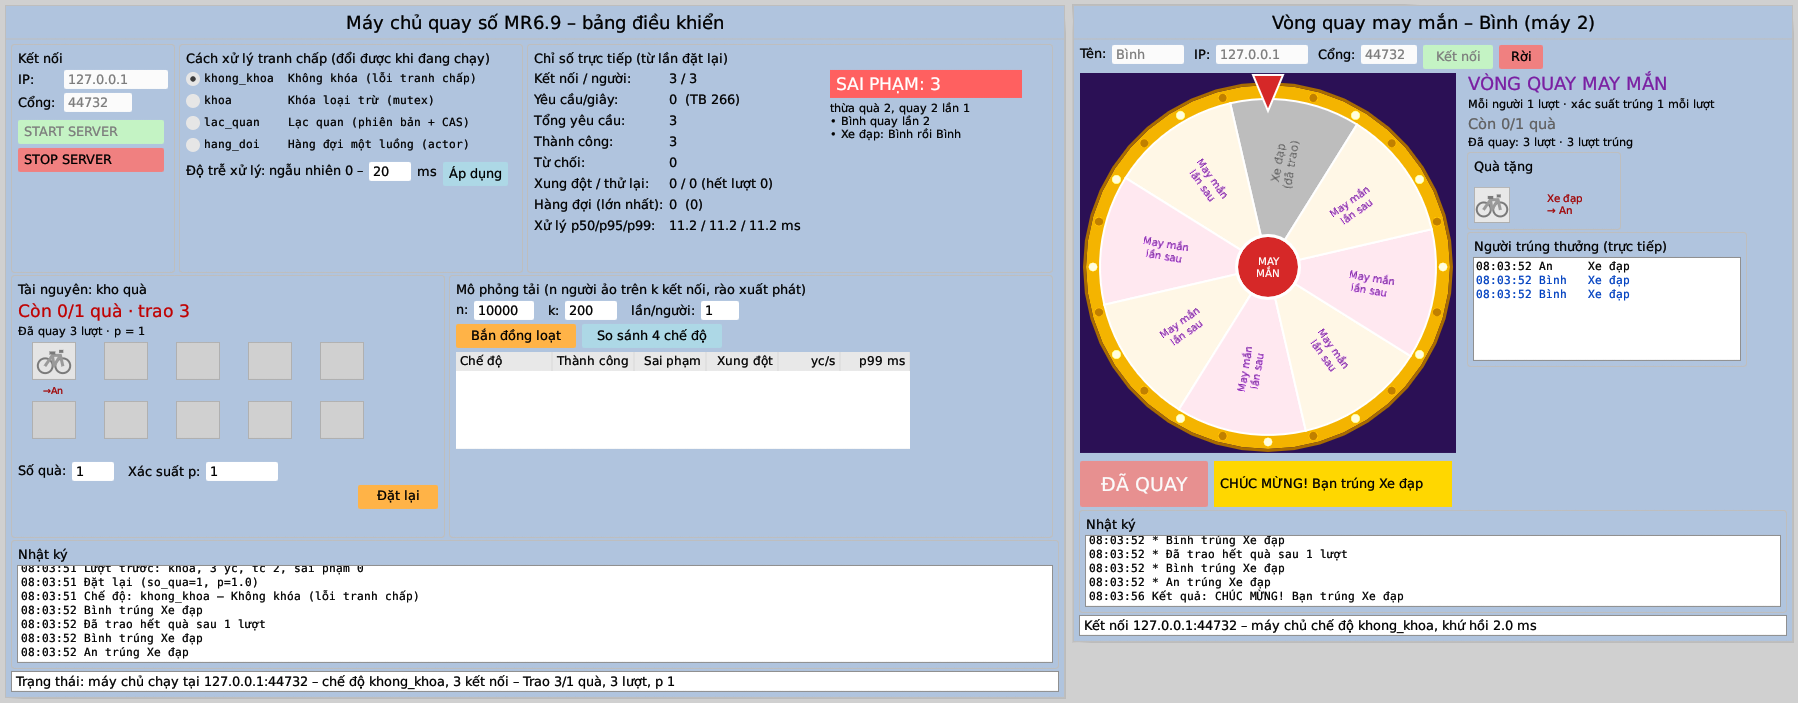 Máy chủ quay số MR6.9 – bảng điều khiển
Kết nối
IP: 127.0.0.1
Cổng: 44732
START SERVER
STOP SERVER
Cách xử lý tranh chấp (đổi được khi đang chạy)
khong_khoa Không khóa (lỗi tranh chấp)
khoa Khóa loại trừ (mutex)
lac_quan Lạc quan (phiên bản + CAS)
hang_doi Hàng đợi một luồng (actor)
Độ trễ xử lý: ngẫu nhiên 0 – 20 ms Áp dụng
Chỉ số trực tiếp (từ lần đặt lại)
Kết nối / người: 3 / 3
Yêu cầu/giây: 0 (TB 266)
Tổng yêu cầu: 3
Thành công: 3
Từ chối: 0
Xung đột / thử lại: 0 / 0 (hết lượt 0)
Hàng đợi (lớn nhất): 0 (0)
Xử lý p50/p95/p99: 11.2 / 11.2 / 11.2 ms
SAI PHẠM: 3
thừa quà 2, quay 2 lần 1
• Bình quay lần 2
• Xe đạp: Bình rồi Bình
Tài nguyên: kho quà
Còn 0/1 quà · trao 3
Đã quay 3 lượt · p = 1
→An
Số quà: 1 Xác suất p: 1
Đặt lại
Mô phỏng tải (n người ảo trên k kết nối, rào xuất phát)
n: 10000 k: 200 lần/người: 1
Bắn đồng loạt So sánh 4 chế độ
Chế độ Thành công Sai phạm Xung đột yc/s p99 ms
Nhật ký
08:03:51 Lượt trước: khoa, 3 yc, tc 2, sai phạm 0
08:03:51 Đặt lại (so_qua=1, p=1.0)
08:03:51 Chế độ: khong_khoa – Không khóa (lỗi tranh chấp)
08:03:52 Bình trúng Xe đạp
08:03:52 Đã trao hết quà sau 1 lượt
08:03:52 Bình trúng Xe đạp
08:03:52 An trúng Xe đạp
Trạng thái: máy chủ chạy tại 127.0.0.1:44732 – chế độ khong_khoa, 3 kết nối – Trao 3/1 quà, 3 lượt, p 1
Vòng quay may mắn – Bình (máy 2)
Tên: Bình IP: 127.0.0.1 Cổng: 44732 Kết nối Rời
Xe đạp
(đã trao)
May mắn
lần sau
May mắn
lần sau
May mắn
lần sau
May mắn
lần sau
May mắn
lần sau
May mắn
lần sau
May mắn
lần sau
MAY
MẮN
VÒNG QUAY MAY MẮN
Mỗi người 1 lượt · xác suất trúng 1 mỗi lượt
Còn 0/1 quà
Đã quay: 3 lượt · 3 lượt trúng
Quà tặng
Xe đạp
→ An
Người trúng thưởng (trực tiếp)
08:03:52 An Xe đạp
08:03:52 Bình Xe đạp
08:03:52 Bình Xe đạp
ĐÃ QUAY
CHÚC MỪNG! Bạn trúng Xe đạp
Nhật ký
08:03:52 * Bình trúng Xe đạp
08:03:52 * Đã trao hết quà sau 1 lượt
08:03:52 * Bình trúng Xe đạp
08:03:52 * An trúng Xe đạp
08:03:56 Kết quả: CHÚC MỪNG! Bạn trúng Xe đạp
Kết nối 127.0.0.1:44732 – máy chủ chế độ khong_khoa, khứ hồi 2.0 ms